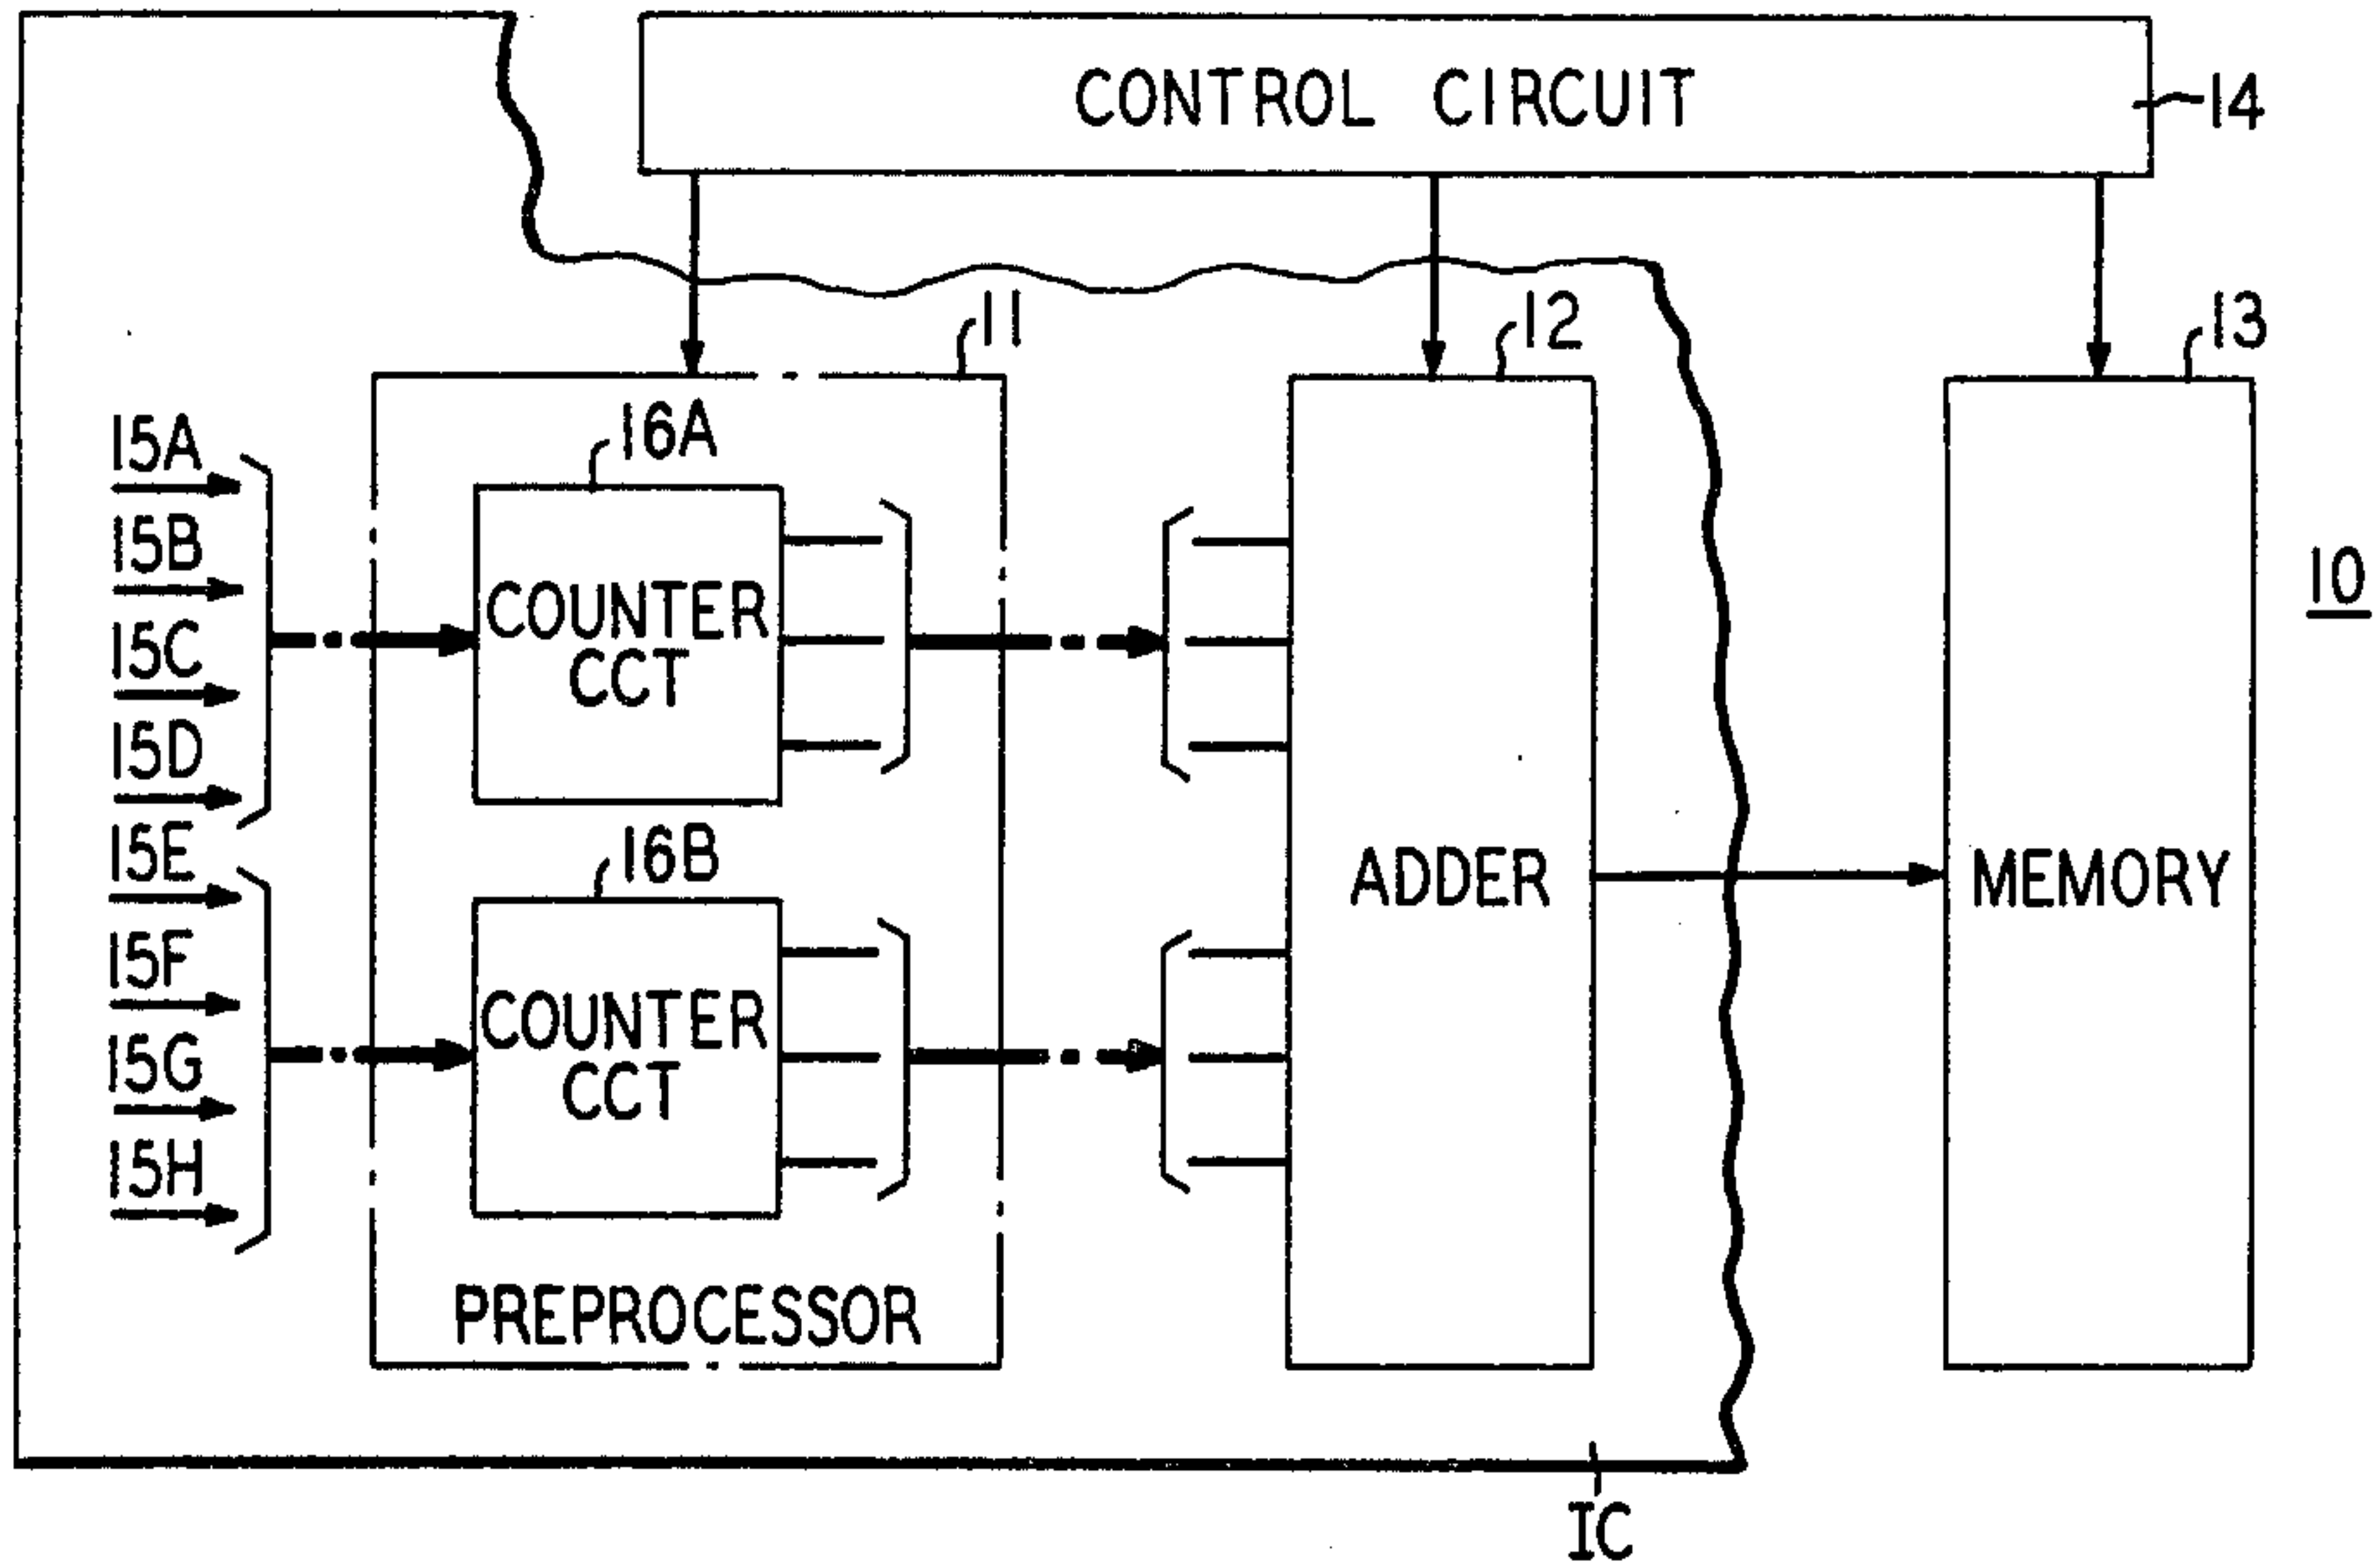 CONTROL CIRCUIT
14
11
12
13
15A
15B
15C
15D
15E
15F
15G
15H
16A
COUNTER
CCT
16B
COUNTER
CCT
PREPROCESSOR
ADDER
MEMORY
10
IC